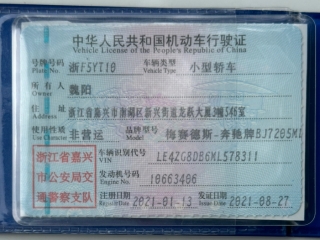 中华人民共和国机动车行驶证
Vehicle License of the People's Republic of China
号牌号码 浙F5YT10 车辆类型 小型轿车
Plate No. Vehicle Type
所有人 魏阳
Owner
住址 浙江省嘉兴市南湖区新兴街道龙跃大厦3幢346室
Address
使用性质 非营运 品牌型号 梅赛德斯-奔驰牌BJ7205M
Use Character Model
浙江省嘉兴
市公安局交
通警察支队
车辆识别代号 LE4ZG8DB6ML578311
VIN
发动机号码 10663406
Engine No.
注册日期 2021-01-13 发证日期 2021-08-27
Register Date Issue Date